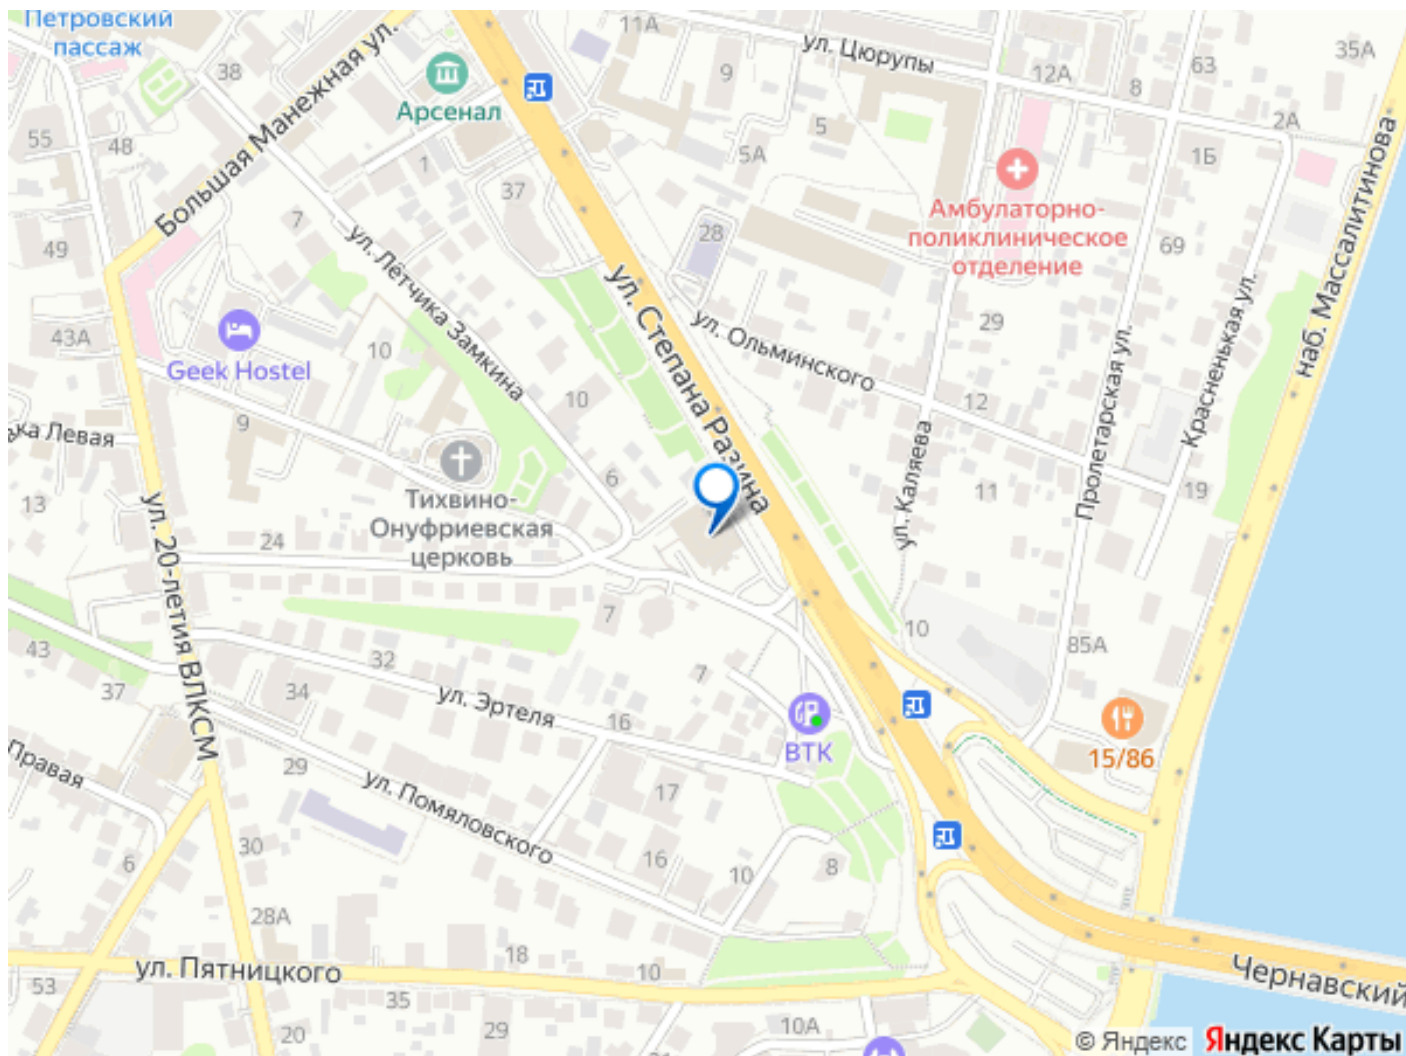 Петровский
пассаж
38
Большая Манежная ул.
Арсенал
11А
9
ул. Цюрупы
12А
63
8
35А
2А
55
48
1
37
5
5А
1Б
наб. Массалитинова
Амбулаторно-
поликлиническое
отделение
69
49
7
28
ул. Лётчика Замкина
ул. Степана Разина
ул. Ольминского
29
Красненькая ул.
Пролетарская ул.
43А
Geek Hostel
10
10
12
9
ка Левая
6
ул. Каляева
11
19
13
Тихвино-
Онуфриевская
церковь
24
ул. 20-летия ВЛКСМ
7
10
85А
43
37
32
34
ул. Эртеля
16
7
ВТК
15/86
Правая
29
ул. Помяловского
17
6
30
16
10
8
28А
18
10
ул. Пятницкого
53
35
20
29
10А
Чернавский
© Яндекс
Яндекс Карты